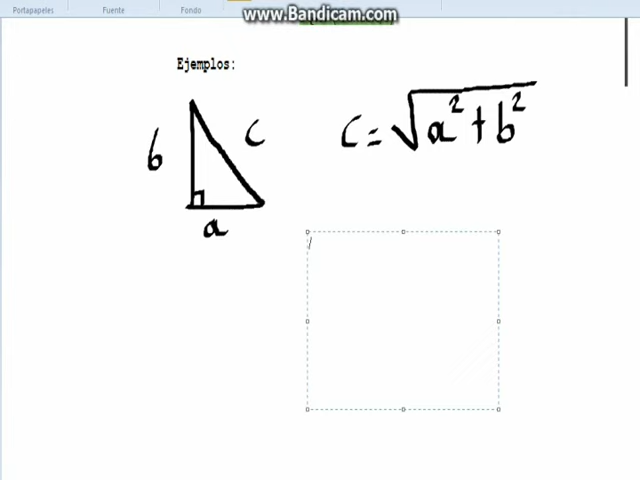 Portapapeles Fuente Fondo
www.Bandicam.com
Ejemplos:
b
c
a
c=√a²+b²